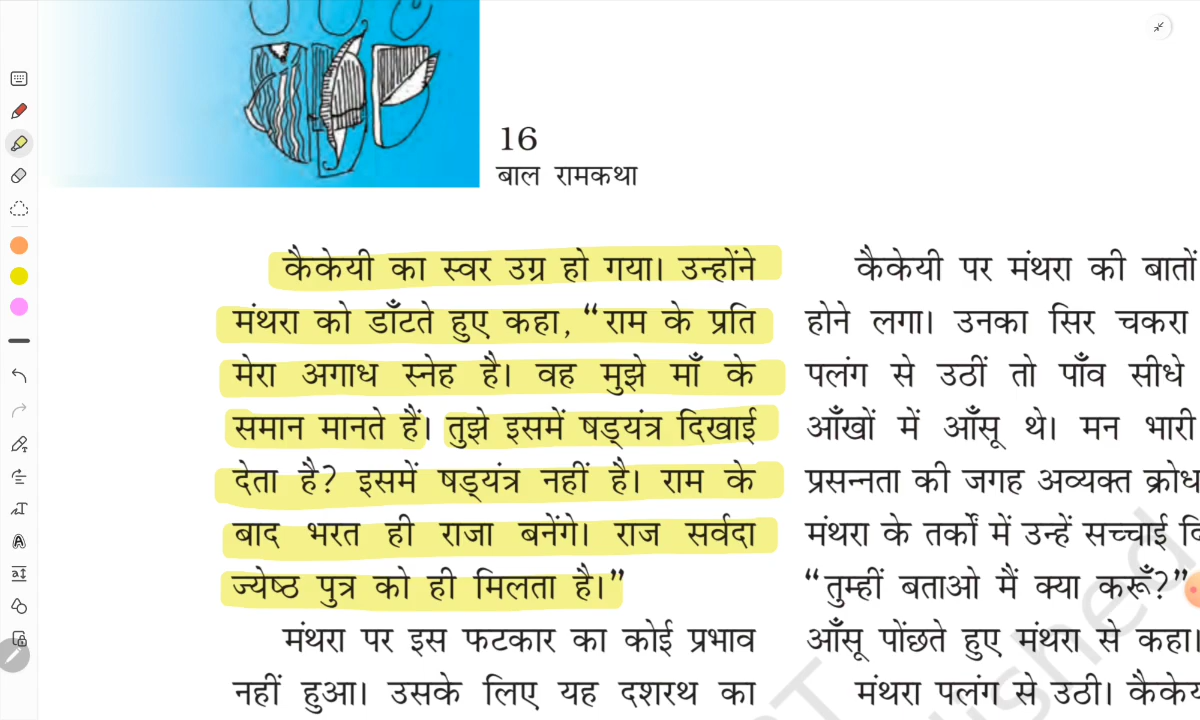 16
बाल रामकथा
कैकेयी का स्वर उग्र हो गया। उन्होंने
मंथरा को डाँटते हुए कहा, “राम के प्रति
मेरा अगाध स्नेह है। वह मुझे माँ के
समान मानते हैं। तुझे इसमें षड्यंत्र दिखाई
देता है? इसमें षड्यंत्र नहीं है। राम के
बाद भरत ही राजा बनेंगे। राज सर्वदा
ज्येष्ठ पुत्र को ही मिलता है।”
मंथरा पर इस फटकार का कोई प्रभाव
नहीं हुआ। उसके लिए यह दशरथ का
कैकेयी पर मंथरा की बातों
होने लगा। उनका सिर चकरा
पलंग से उठीं तो पाँव सीधे
आँखों में आँसू थे। मन भारी
प्रसन्नता की जगह अव्यक्त क्रोध
मंथरा के तर्कों में उन्हें सच्चाई
“तुम्हीं बताओ मैं क्या करूँ?”
आँसू पोंछते हुए मंथरा से कहा।
मंथरा पलंग से उठी।